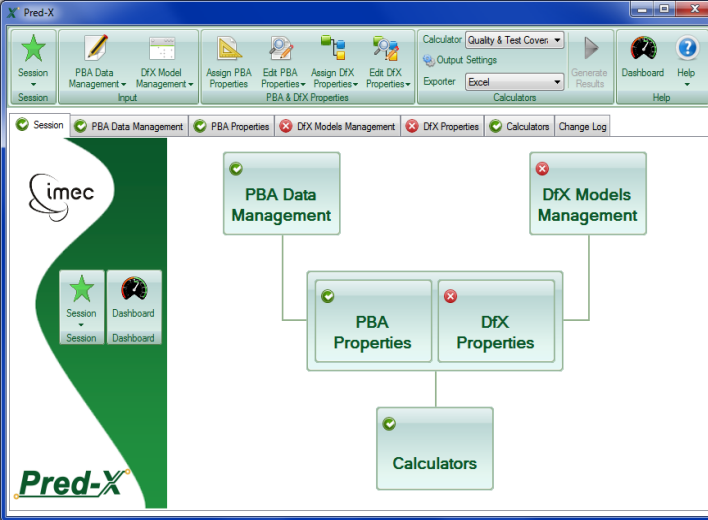 Pred-X
Calculator Quality & Test Cover.
Session PBA Data Management DfX Model Management Assign PBA Properties Edit PBA Properties Assign DfX Properties Edit DfX Properties Output Settings Generate Results Dashboard Help
Exporter Excel
Session Input PBA & DfX Properties Calculators Help
Session PBA Data Management PBA Properties DfX Models Management DfX Properties Calculators Change Log
imec
PBA Data
Management
DfX Models
Management
Session Dashboard
Session Dashboard
PBA
Properties
DfX
Properties
Calculators
Pred-X